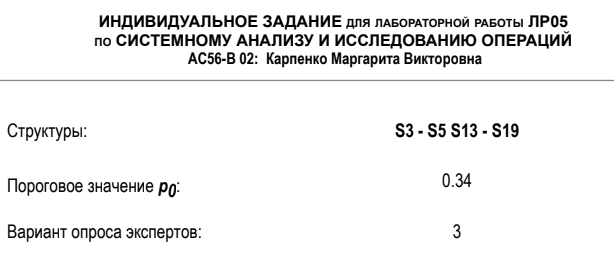 ИНДИВИДУАЛЬНОЕ ЗАДАНИЕ ДЛЯ ЛАБОРАТОРНОЙ РАБОТЫ ЛР05
ПО СИСТЕМНОМУ АНАЛИЗУ И ИССЛЕДОВАНИЮ ОПЕРАЦИЙ
АС56-В 02: Карпенко Маргарита Викторовна
Структуры: S3 - S5 S13 - S19
Пороговое значение p0: 0.34
Вариант опроса экспертов: 3